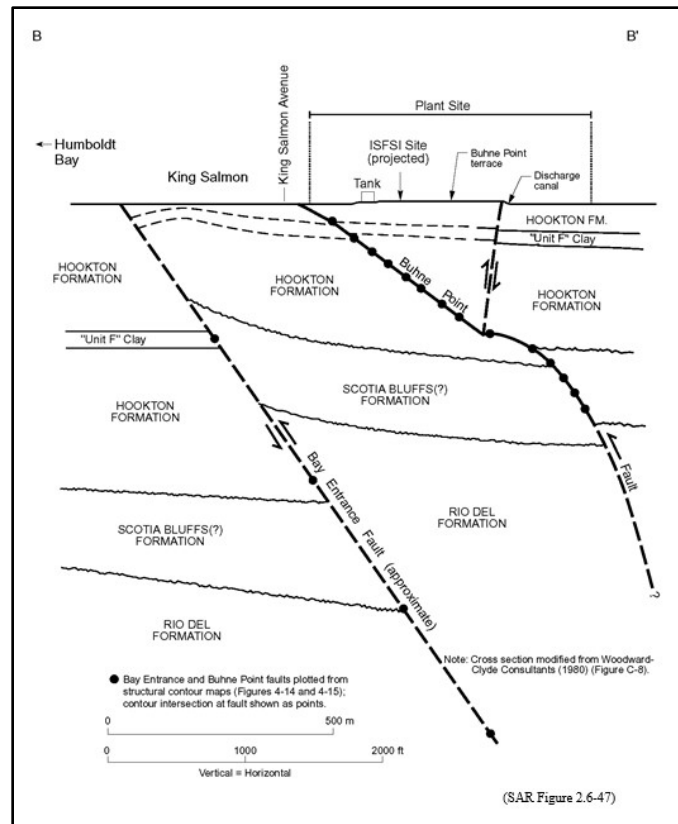 B
B'
Plant Site
King Salmon Avenue
Humboldt
Bay
ISFSI Site
(projected)
Buhne Point
terrace
Discharge
canal
King Salmon
Tank
HOOKTON FM.
"Unit F" Clay
HOOKTON
FORMATION
HOOKTON
FORMATION
Buhne Point
HOOKTON
FORMATION
"Unit F" Clay
SCOTIA BLUFFS(?)
FORMATION
HOOKTON
FORMATION
Bay Entrance Fault (approximate)
Fault
RIO DEL
FORMATION
SCOTIA BLUFFS(?)
FORMATION
?
RIO DEL
FORMATION
Note: Cross section modified from Woodward-
Clyde Consultants (1980) (Figure C-8).
Bay Entrance and Buhne Point faults plotted from
structural contour maps (Figures 4-14 and 4-15);
contour intersection at fault shown as points.
0 500 m
0 1000 2000 ft
Vertical = Horizontal
(SAR Figure 2.6-47)